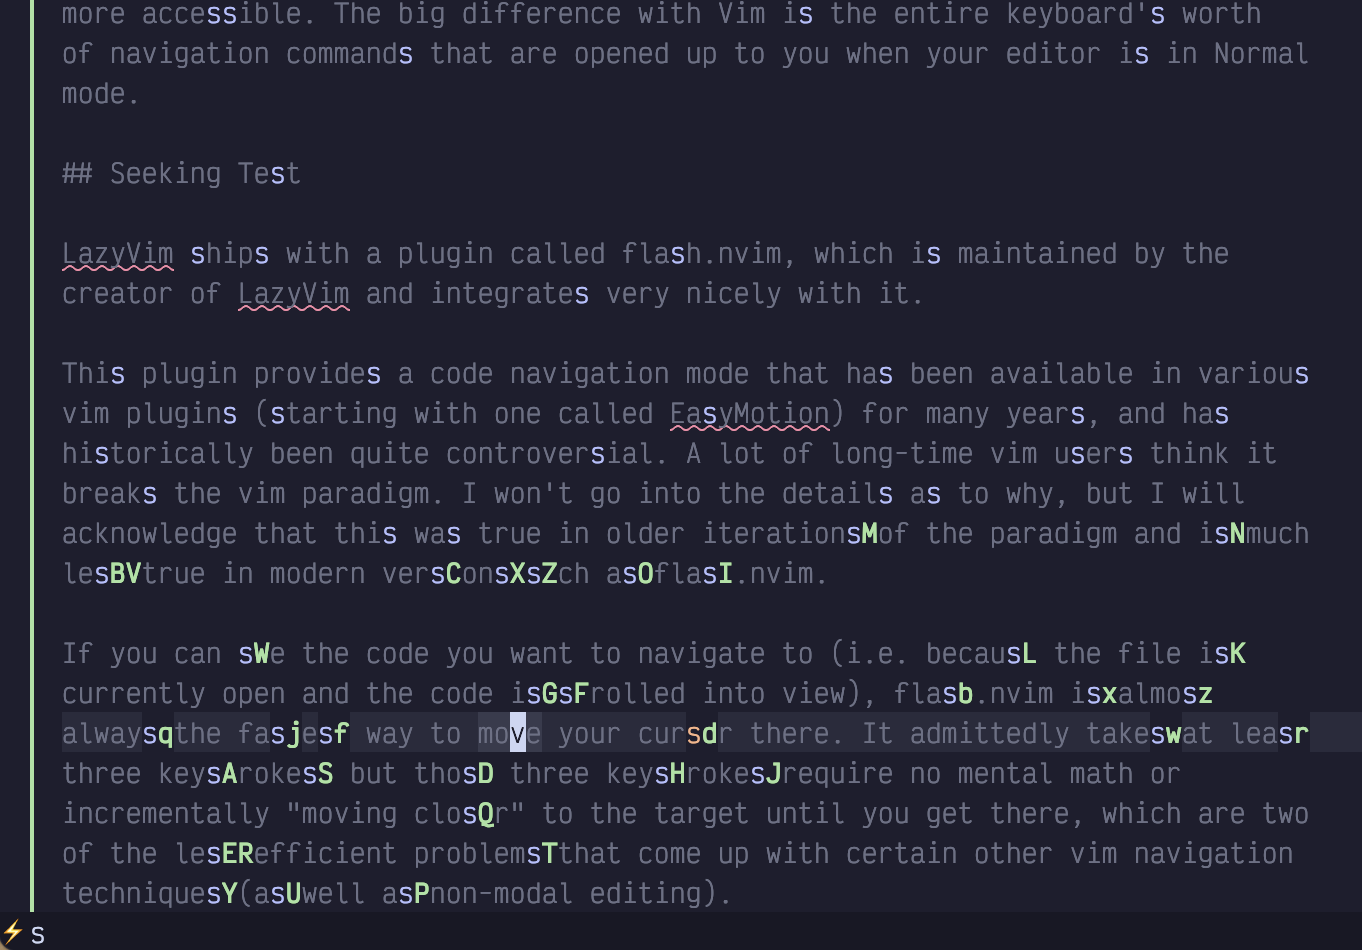 more accessible. The big difference with Vim is the entire keyboard's worth
of navigation commands that are opened up to you when your editor is in Normal
mode.
## Seeking Test
LazyVim ships with a plugin called flash.nvim, which is maintained by the
creator of LazyVim and integrates very nicely with it.
This plugin provides a code navigation mode that has been available in various
vim plugins (starting with one called EasyMotion) for many years, and has
historically been quite controversial. A lot of long-time vim users think it
breaks the vim paradigm. I won't go into the details as to why, but I will
acknowledge that this was true in older iterationsMof the paradigm and isNmuch
lesBVtrue in modern versConsXsZch asOflasI.nvim.
If you can sWe the code you want to navigate to (i.e. becausL the file isK
currently open and the code isGsFrolled into view), flasb.nvim isxalmosz
alwaysqthe fasjesf way to move your cursdr there. It admittedly takeswat leasr
three keysArokesS but thosD three keysHrokesJrequire no mental math or
incrementally "moving closQr" to the target until you get there, which are two
of the lesERefficient problemsTthat come up with certain other vim navigation
techniquesY(asUwell asPnon-modal editing).
⚡s